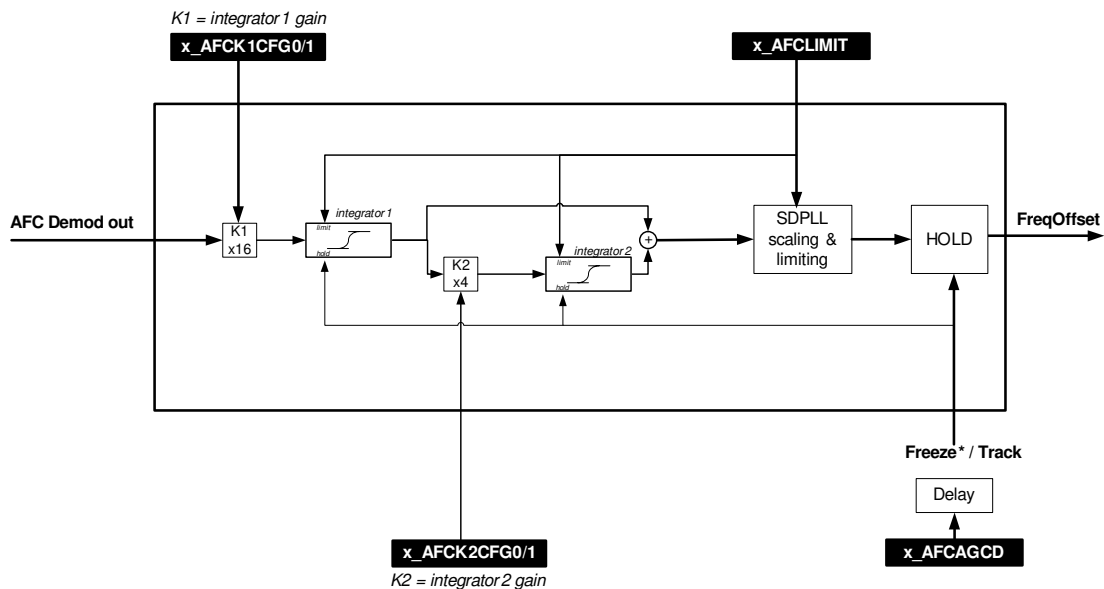 K1 = integrator 1 gain
x_AFCK1CFG0/1
x_AFCLIMIT
AFC Demod out
K1
x16
integrator 1
limit
hold
K2
x4
integrator 2
limit
hold
+
SDPLL
scaling &
limiting
HOLD
FreqOffset
Freeze* / Track
Delay
x_AFCAGCD
x_AFCK2CFG0/1
K2 = integrator 2 gain